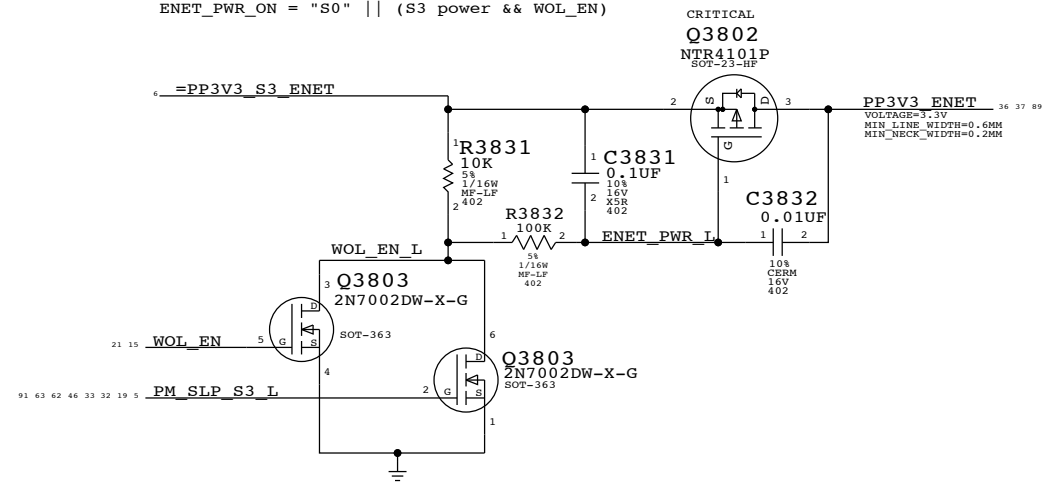 ENET_PWR_ON = "S0" || (S3 power && WOL_EN)
CRITICAL
Q3802
NTR4101P
SOT-23-HF
6 =PP3V3_S3_ENET
2 S D 3
PP3V3_ENET 36 37 89
VOLTAGE=3.3V
MIN_LINE_WIDTH=0.6MM
MIN_NECK_WIDTH=0.2MM
G
1
1
R3831
10K
5%
1/16W
MF-LF
402
2
1
C3831
0.1UF
10%
16V
X5R
402
2
C3832
0.01UF
1 2
10%
CERM
16V
402
R3832
100K
1 2
5%
1/16W
MF-LF
402
ENET_PWR_L
WOL_EN_L
3
Q3803
2N7002DW-X-G
SOT-363
D
G
S
21 15 WOL_EN 5
4
6
Q3803
2N7002DW-X-G
SOT-363
D
G
S
91 63 62 46 33 32 19 5 PM_SLP_S3_L 2
1